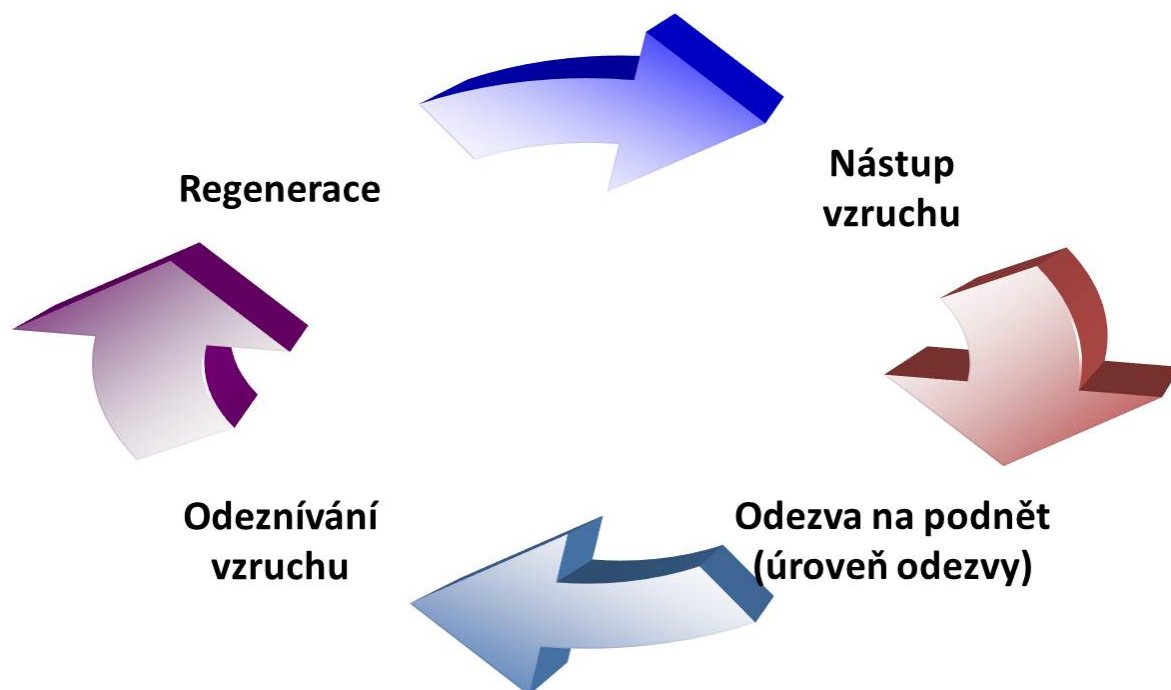 Regenerace
Nástup
vzruchu
Odeznívání
vzruchu
Odezva na podnět
(úroveň odezvy)